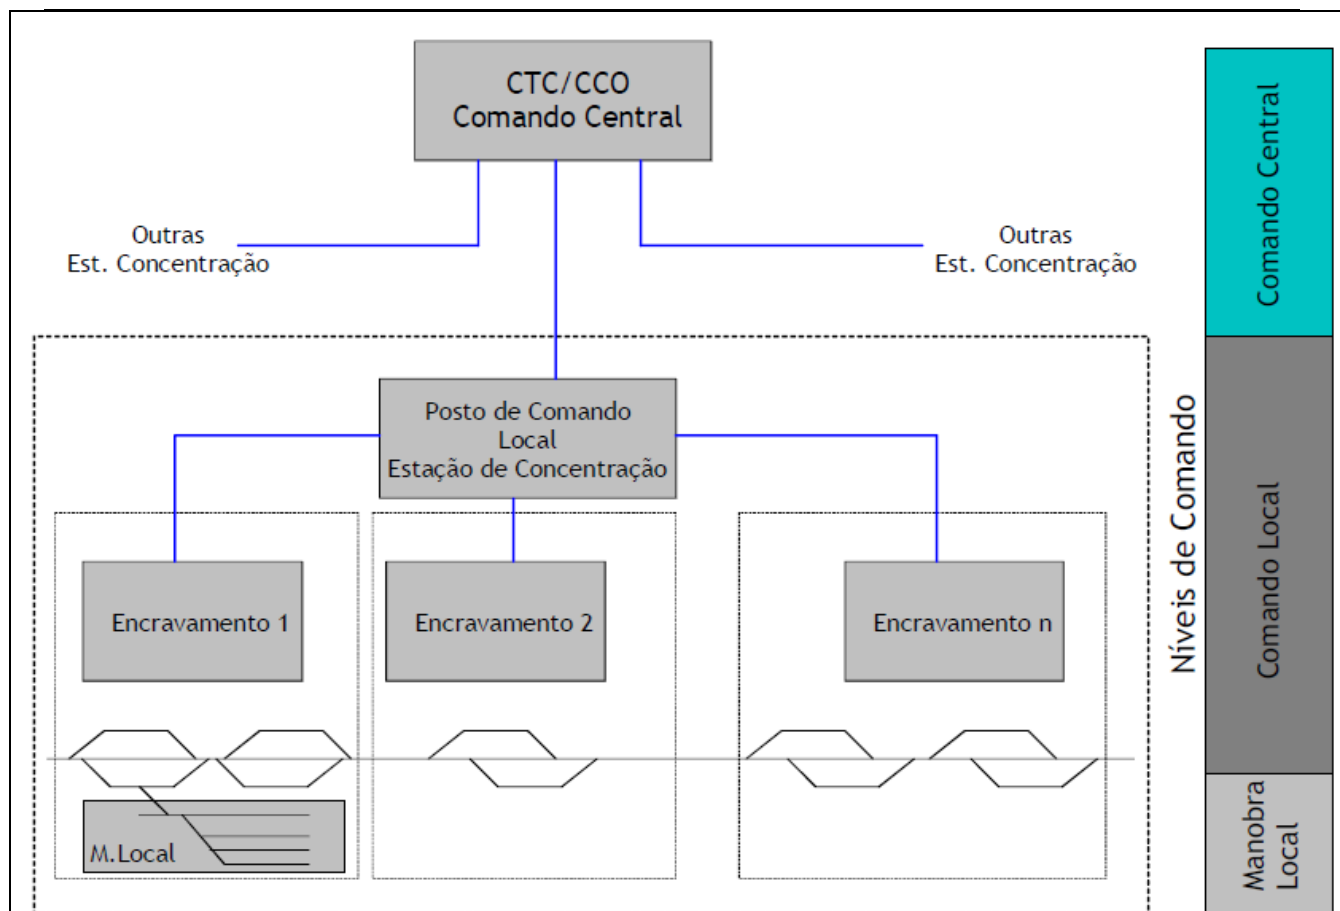 CTC/CCO
Comando Central
Outras
Est. Concentração
Outras
Est. Concentração
Posto de Comando
Local
Estação de Concentração
Encravamento 1
Encravamento 2
Encravamento n
M.Local
Níveis de Comando
Comando Central
Comando Local
Manobra
Local